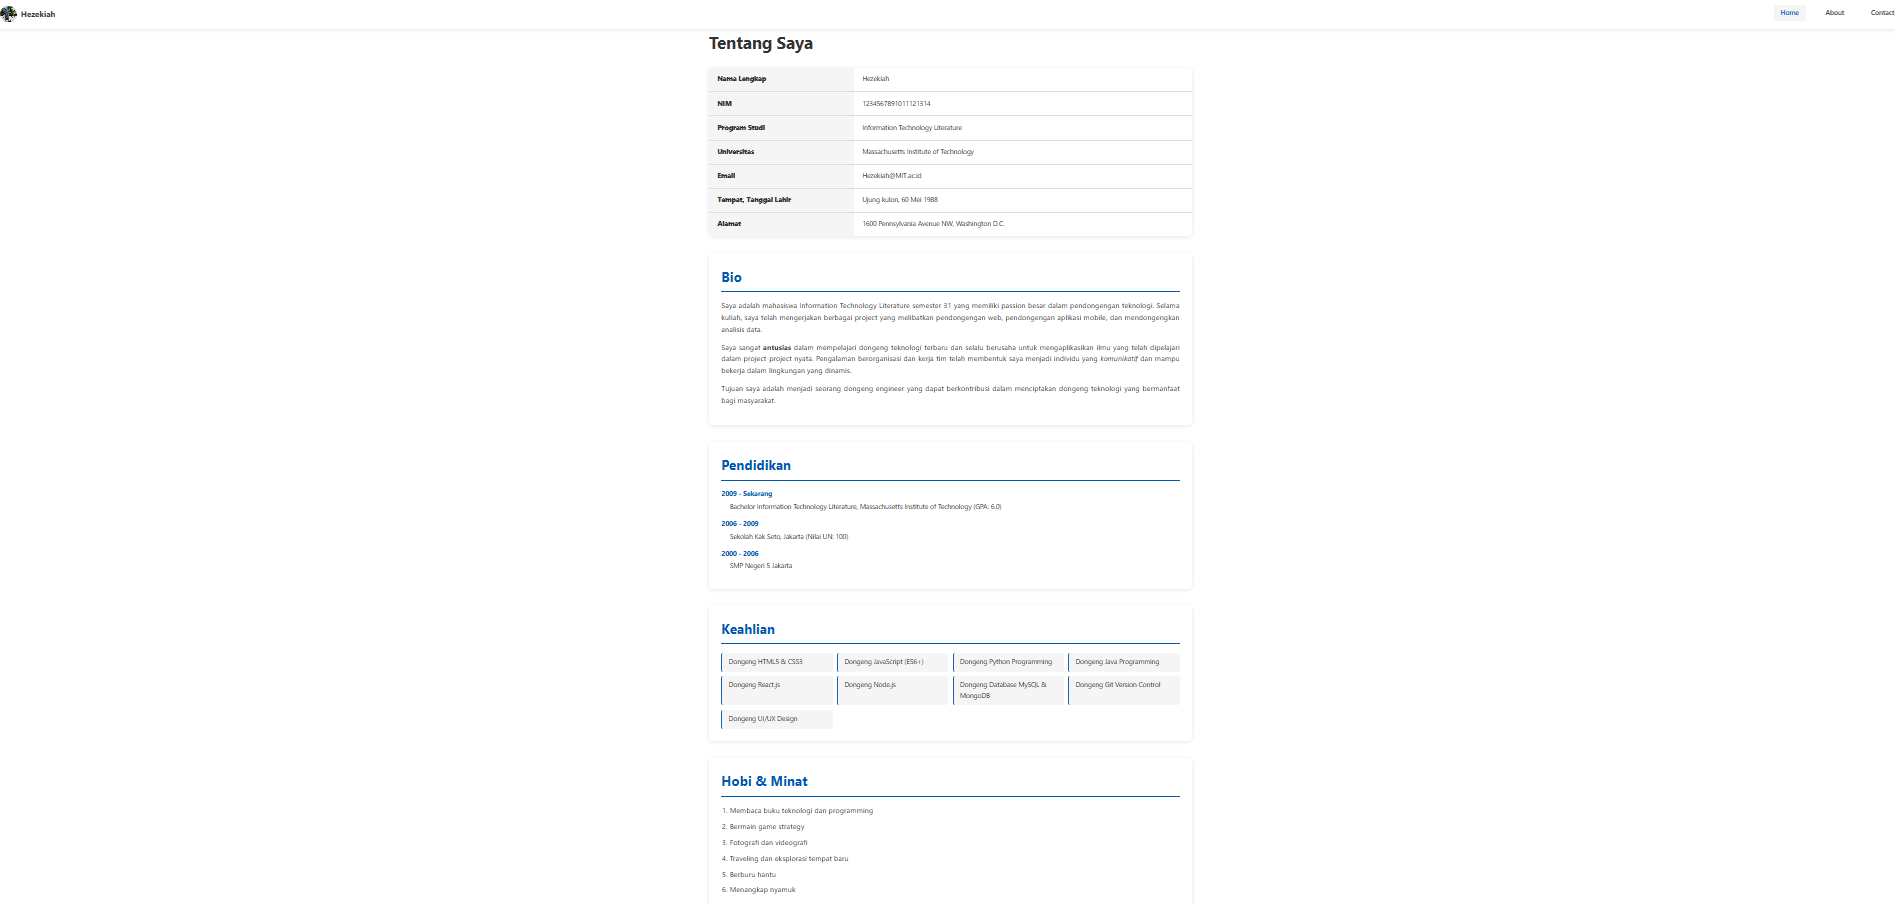 Hezekiah
Home About Contact
Tentang Saya
Nama Lengkap Hezekiah
NIM 1234567891011121314
Program Studi Information Technology Literature
Universitas Massachusetts Institute of Technology
Email Hezekiah@MIT.ac.id
Tempat, Tanggal Lahir Ujung kulon, 60 Mei 1988
Alamat 1600 Pennsylvania Avenue NW, Washington D.C.
Bio
Saya adalah mahasiswa Information Technology Literature semester 31 yang memiliki passion besar dalam pendongengan teknologi. Selama
kuliah, saya telah mengerjakan berbagai project yang melibatkan pendongengan web, pendongengan aplikasi mobile, dan mendongengkan
analisis data.
Saya sangat antusias dalam mempelajari dongeng teknologi terbaru dan selalu berusaha untuk mengaplikasikan ilmu yang telah dipelajari
dalam project-project nyata. Pengalaman berorganisasi dan kerja tim telah membentuk saya menjadi individu yang komunikatif dan mampu
bekerja dalam lingkungan yang dinamis.
Tujuan saya adalah menjadi seorang dongeng engineer yang dapat berkontribusi dalam menciptakan dongeng teknologi yang bermanfaat
bagi masyarakat.
Pendidikan
2009 - Sekarang
Bachelor Information Technology Literature, Massachusetts Institute of Technology (GPA: 6.0)
2006 - 2009
Sekolah Kak Seto, Jakarta (Nilai UN: 100)
2000 - 2006
SMP Negeri 5 Jakarta
Keahlian
Dongeng HTML5 & CSS3
Dongeng JavaScript (ES6+)
Dongeng Python Programming
Dongeng Java Programming
Dongeng React.js
Dongeng Node.js
Dongeng Database MySQL &
MongoDB
Dongeng Git Version Control
Dongeng UI/UX Design
Hobi & Minat
1. Membaca buku teknologi dan programming
2. Bermain game strategy
3. Fotografi dan videografi
4. Traveling dan eksplorasi tempat baru
5. Berburu hantu
6. Menangkap nyamuk